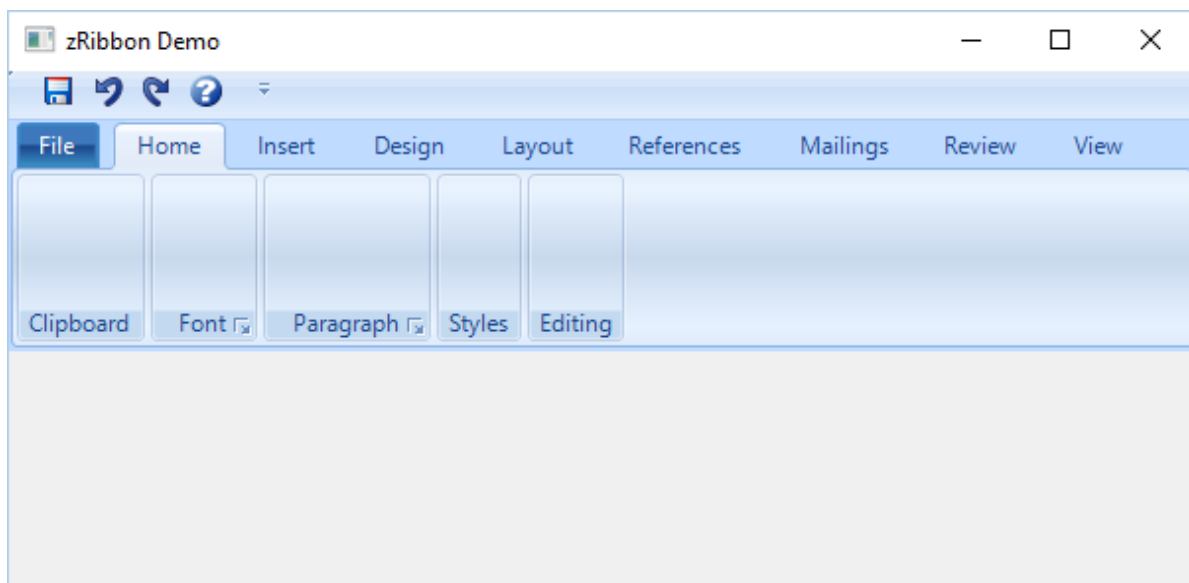 zRibbon Demo
File Home Insert Design Layout References Mailings Review View
Clipboard Font Paragraph Styles Editing